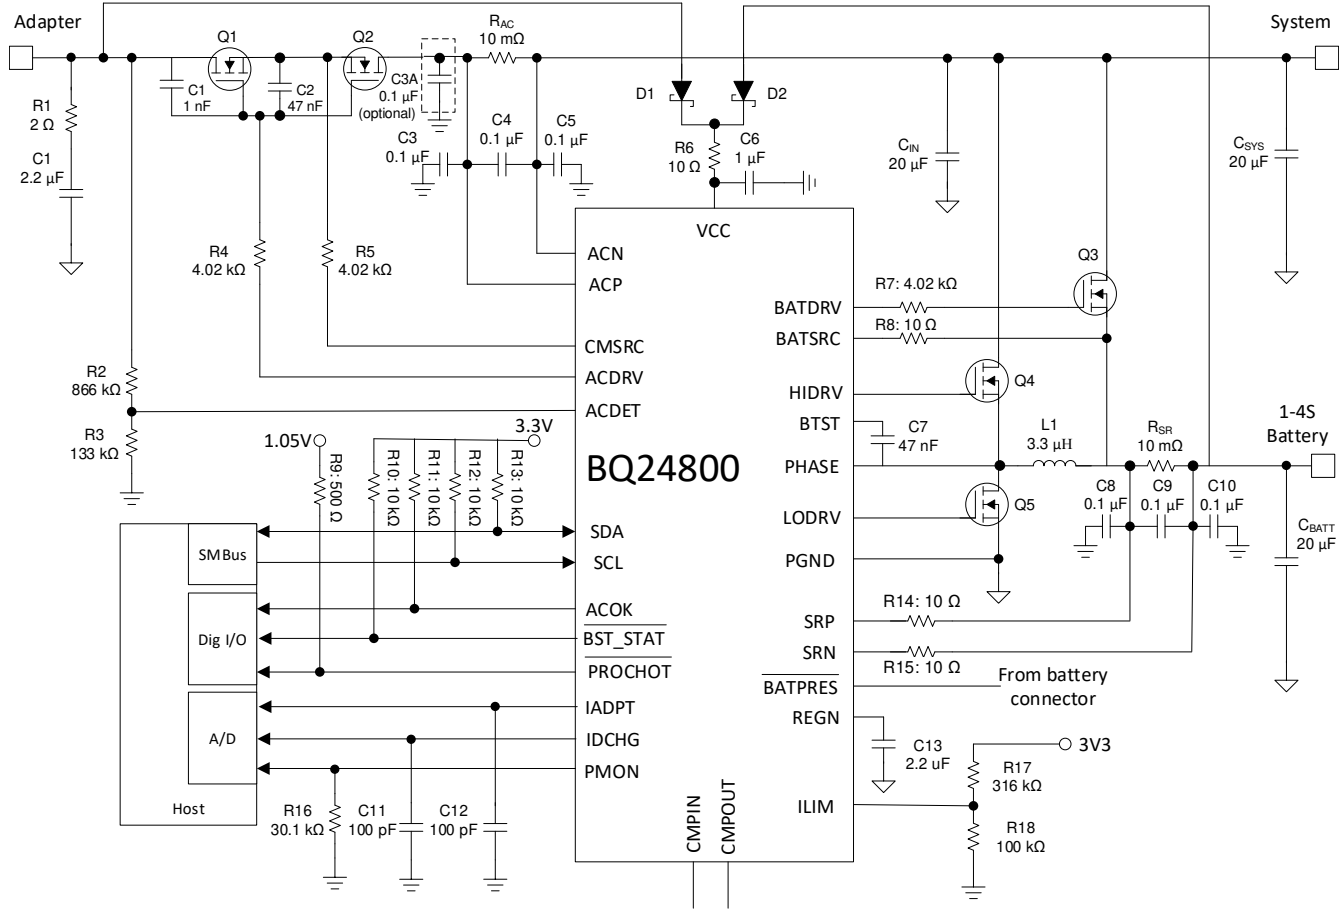 Adapter
System
Q1
Q2
R_AC
10 mΩ
C1
1 nF
C2
47 nF
C3A
0.1 µF
(optional)
D1
D2
R1
2 Ω
C1
2.2 µF
C3
0.1 µF
C4
0.1 µF
C5
0.1 µF
R6
10 Ω
C6
1 µF
C_IN
20 µF
C_SYS
20 µF
VCC
R4
4.02 kΩ
R5
4.02 kΩ
ACN
ACP
Q3
R7: 4.02 kΩ
BATDRV
R8: 10 Ω
BATSRC
CMSRC
ACDRV
R2
866 kΩ
HIDRV
Q4
ACDET
BTST
C7
47 nF
R3
133 kΩ
1.05V
3.3V
L1
3.3 µH
R_SR
10 mΩ
1-4S
Battery
R9: 500 Ω
R10: 10 kΩ
R11: 10 kΩ
R12: 10 kΩ
R13: 10 kΩ
BQ24800
PHASE
C8
0.1 µF
C9
0.1 µF
C10
0.1 µF
LODRV
Q5
C_BATT
20 µF
SMBus
SDA
SCL
PGND
Dig I/O
ACOK
BST_STAT
PROCHOT
R14: 10 Ω
SRP
SRN
R15: 10 Ω
BATPRES
From battery
connector
A/D
IADPT
IDCHG
PMON
REGN
C13
2.2 uF
3V3
R17
316 kΩ
Host
R16
30.1 kΩ
C11
100 pF
C12
100 pF
CMPIN
CMPOUT
ILIM
R18
100 kΩ